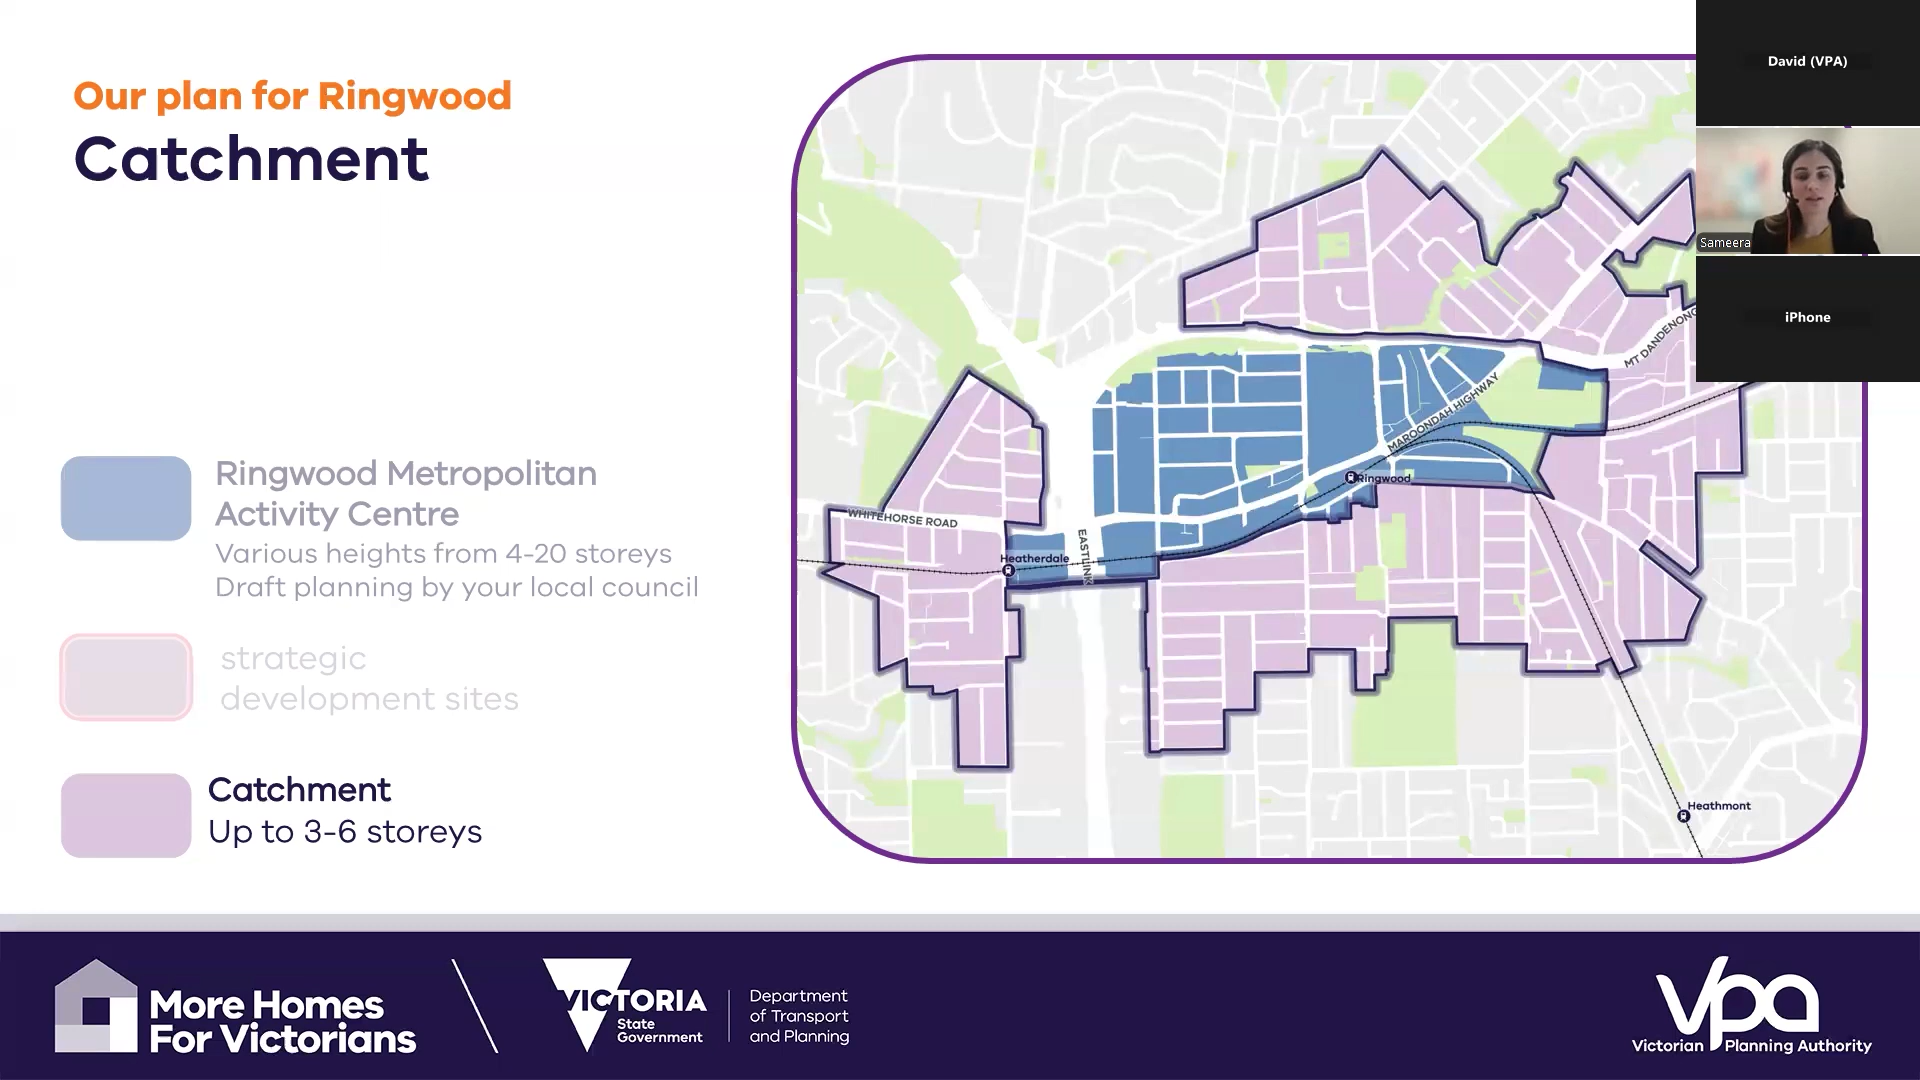 Our plan for Ringwood
Catchment
Ringwood Metropolitan
Activity Centre
Various heights from 4-20 storeys
Draft planning by your local council
strategic
development sites
Catchment
Up to 3-6 storeys
MT DANDENONG
MAROONDAH HIGHWAY
Ringwood
WHITEHORSE ROAD
EASTLINK
Heatherdale
Heathmont
David (VPA)
Sameera
iPhone
More Homes
For Victorians
VICTORIA
State
Government
Department
of Transport
and Planning
vpa
Victorian Planning Authority